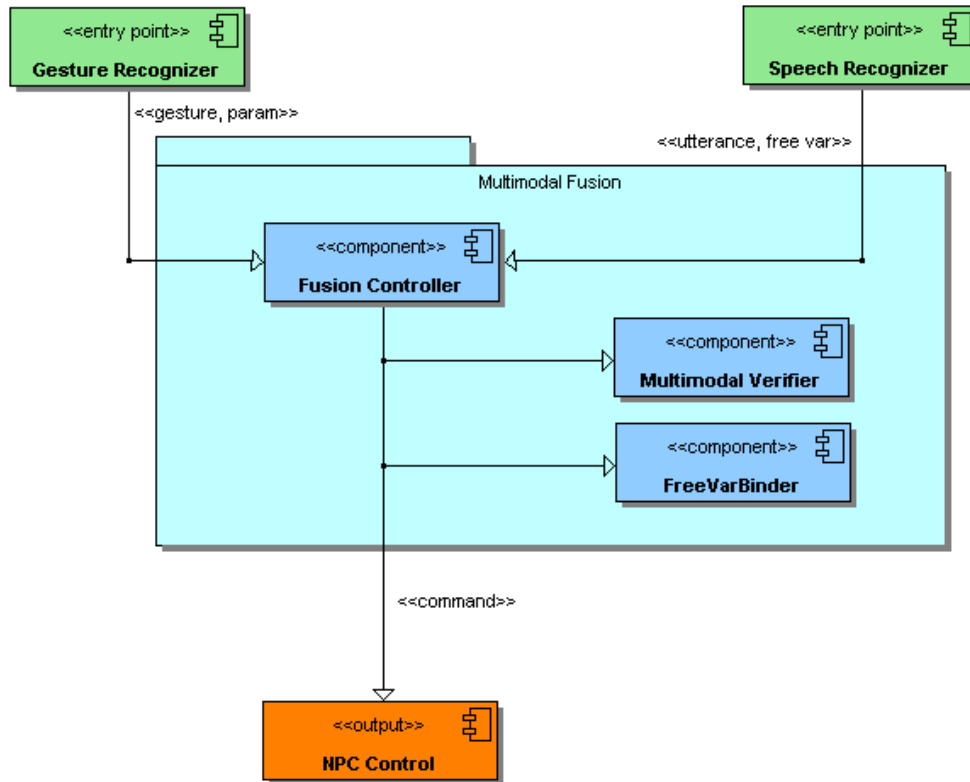 <<entry point>>
Gesture Recognizer
<<entry point>>
Speech Recognizer
<<gesture, param>>
<<utterance, free var>>
Multimodal Fusion
<<component>>
Fusion Controller
<<component>>
Multimodal Verifier
<<component>>
FreeVarBinder
<<command>>
<<output>>
NPC Control